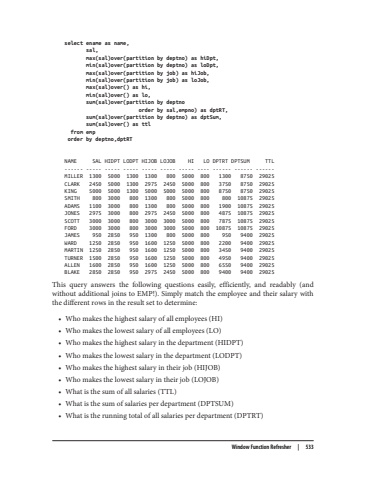 select ename as name,
sal,
max(sal)over(partition by deptno) as hiDpt,
min(sal)over(partition by deptno) as loDpt,
max(sal)over(partition by job) as hiJob,
min(sal)over(partition by job) as loJob,
max(sal)over() as hi,
min(sal)over() as lo,
sum(sal)over(partition by deptno
order by sal,empno) as dptRT,
sum(sal)over(partition by deptno) as dptSum,
sum(sal)over() as ttl
from emp
order by deptno,dptRT
NAME SAL HIDPT LODPT HIJOB LOJOB HI LO DPTRT DPTSUM TTL
------ ----- ----- ----- ----- ----- ----- ---- ------ ------ ------
MILLER 1300 5000 1300 1300 800 5000 800 1300 8750 29025
CLARK 2450 5000 1300 2975 2450 5000 800 3750 8750 29025
KING 5000 5000 1300 5000 5000 5000 800 8750 8750 29025
SMITH 800 3000 800 1300 800 5000 800 800 10875 29025
ADAMS 1100 3000 800 1300 800 5000 800 1900 10875 29025
JONES 2975 3000 800 2975 2450 5000 800 4875 10875 29025
SCOTT 3000 3000 800 3000 3000 5000 800 7875 10875 29025
FORD 3000 3000 800 3000 3000 5000 800 10875 10875 29025
JAMES 950 2850 950 1300 800 5000 800 950 9400 29025
WARD 1250 2850 950 1600 1250 5000 800 2200 9400 29025
MARTIN 1250 2850 950 1600 1250 5000 800 3450 9400 29025
TURNER 1500 2850 950 1600 1250 5000 800 4950 9400 29025
ALLEN 1600 2850 950 1600 1250 5000 800 6550 9400 29025
BLAKE 2850 2850 950 2975 2450 5000 800 9400 9400 29025
This query answers the following questions easily, efficiently, and readably (and
without additional joins to EMP!). Simply match the employee and their salary with
the different rows in the result set to determine:
• Who makes the highest salary of all employees (HI)
• Who makes the lowest salary of all employees (LO)
• Who makes the highest salary in the department (HIDPT)
• Who makes the lowest salary in the department (LODPT)
• Who makes the highest salary in their job (HIJOB)
• Who makes the lowest salary in their job (LOJOB)
• What is the sum of all salaries (TTL)
• What is the sum of salaries per department (DPTSUM)
• What is the running total of all salaries per department (DPTRT)
Window Function Refresher | 533